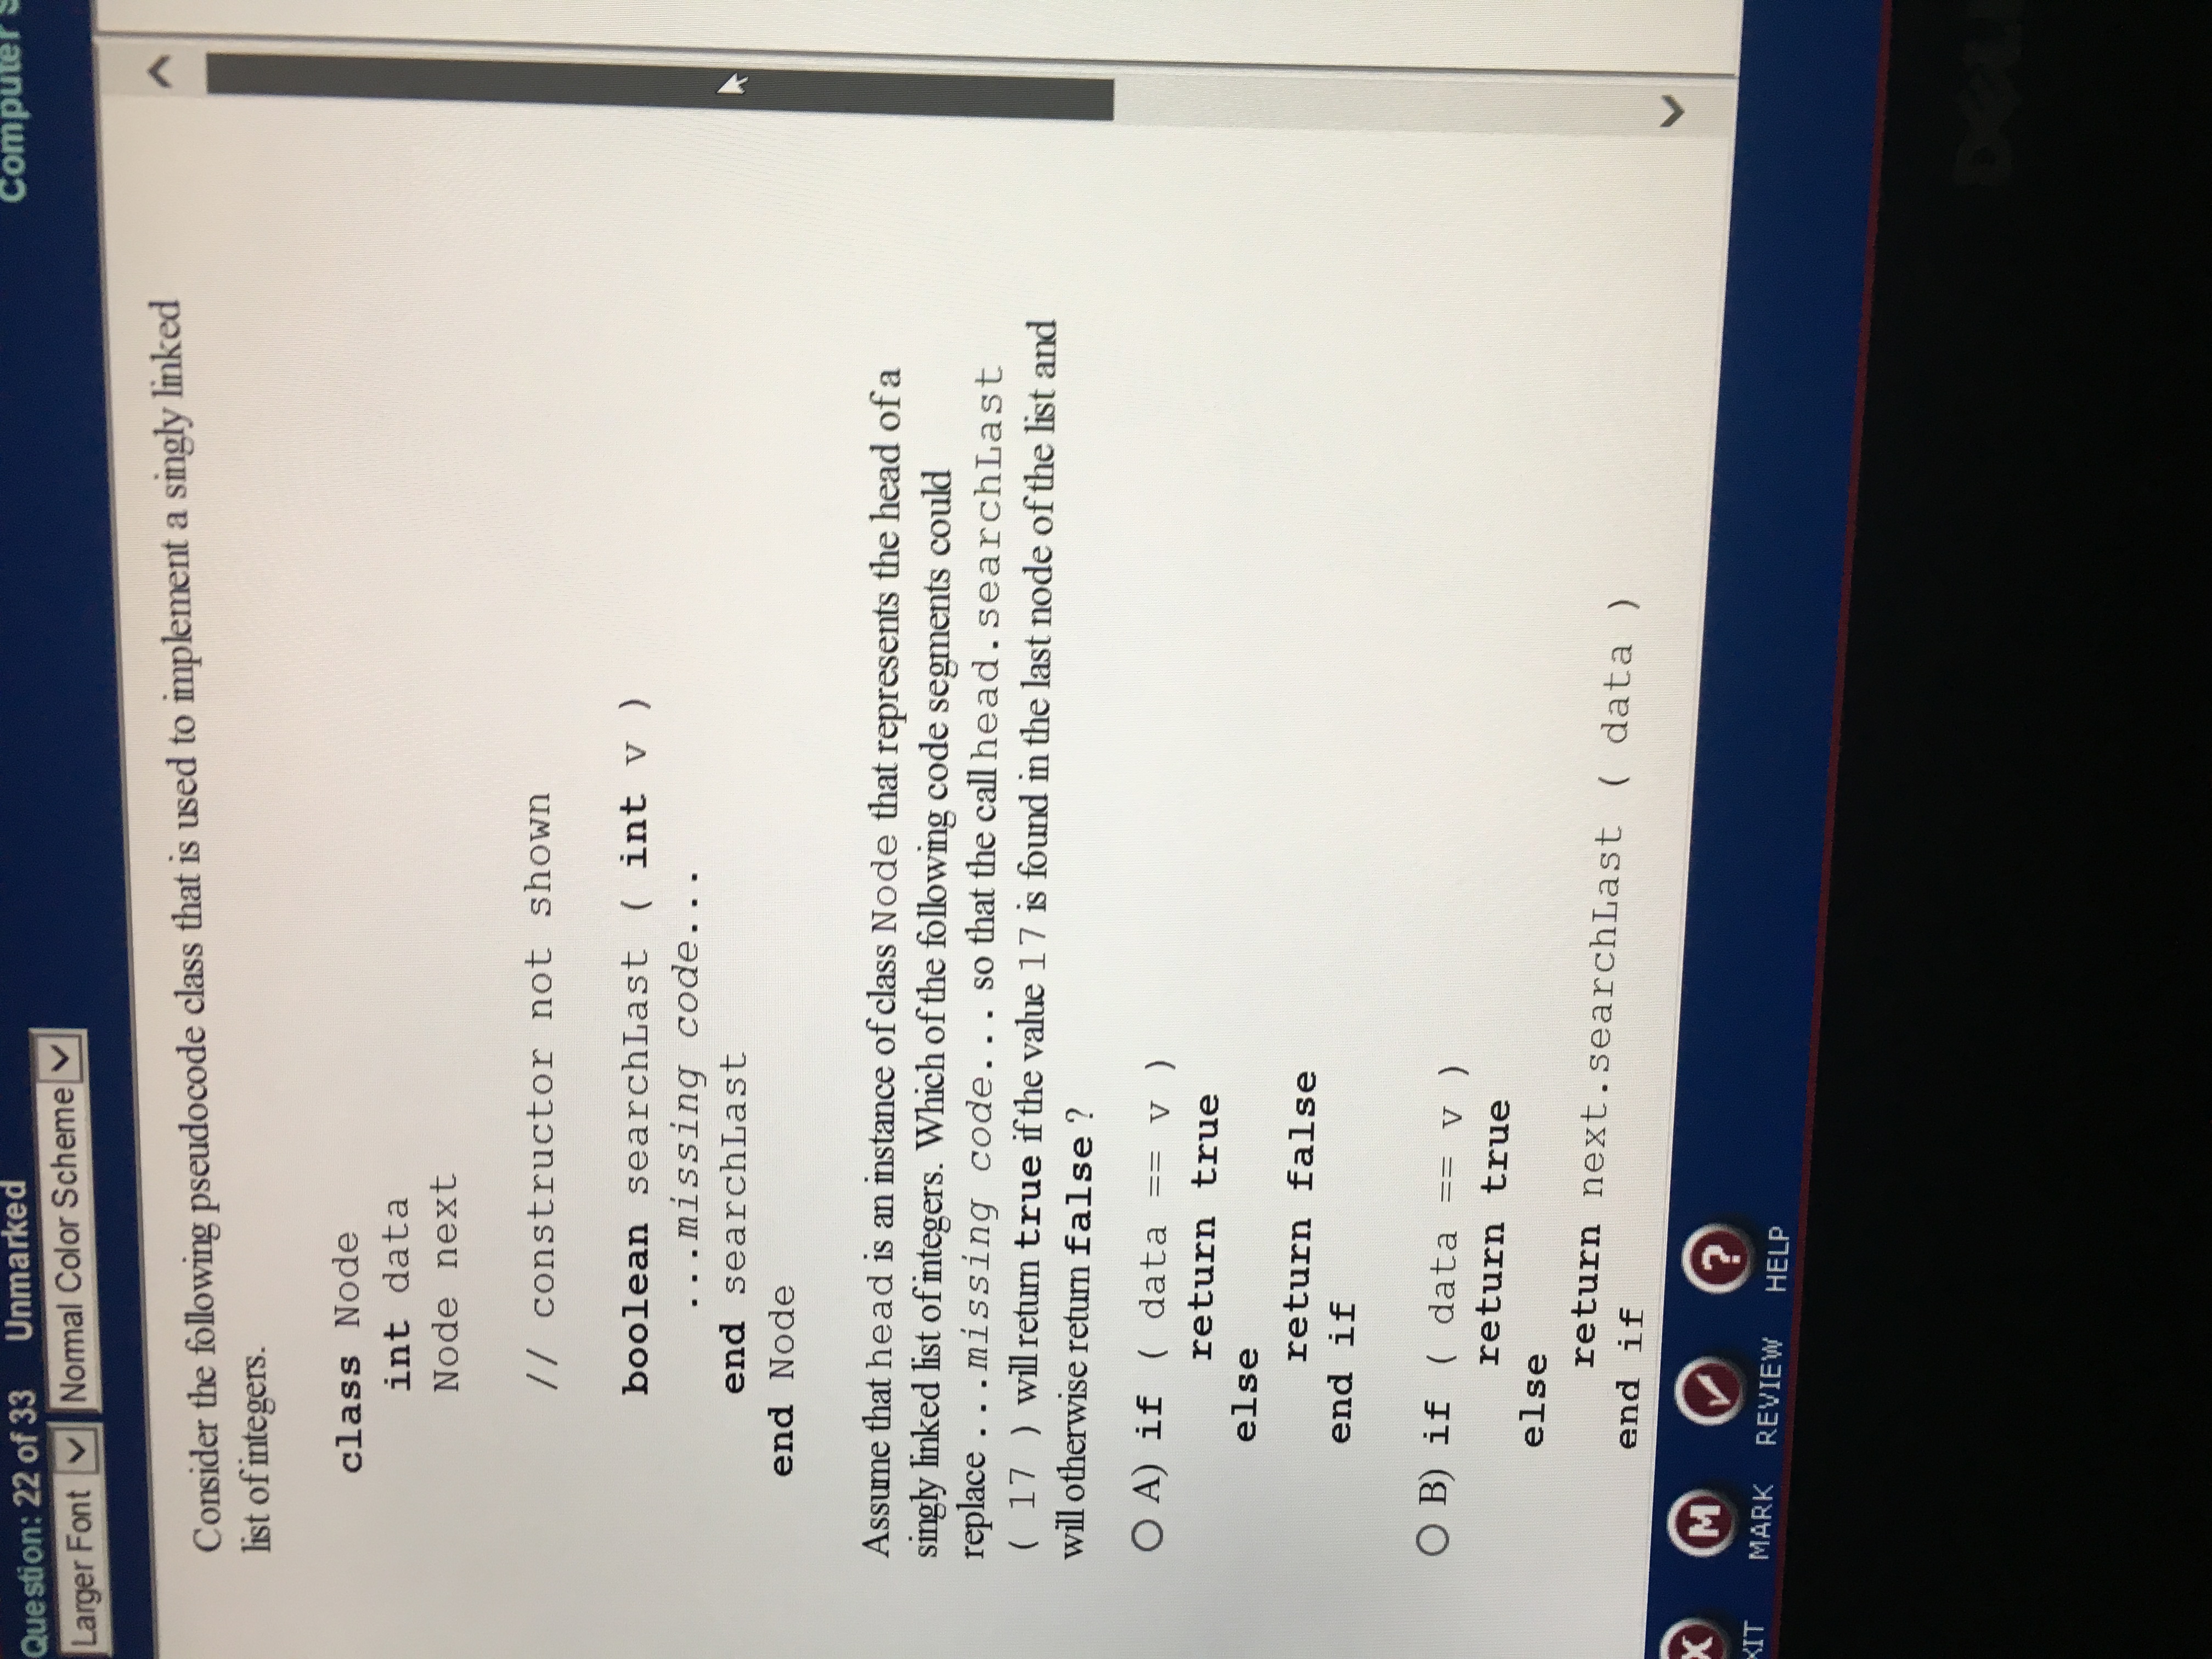 Question: 22 of 33 Unmarked
Computer
Larger Font Normal Color Scheme
Consider the following pseudocode class that is used to implement a singly linked
list of integers.
class Node
int data
Node next
// constructor not shown
boolean searchLast ( int v )
...missing code...
end searchLast
end Node
Assume that head is an instance of class Node that represents the head of a
singly linked list of integers. Which of the following code segments could
replace ...missing code... so that the call head.searchLast
( 17 ) will return true if the value 17 is found in the last node of the list and
will otherwise return false ?
A) if ( data == v )
return true
else
return false
end if
B) if ( data == v )
return true
else
return next.searchLast ( data )
end if
X M ?
XIT MARK REVIEW HELP